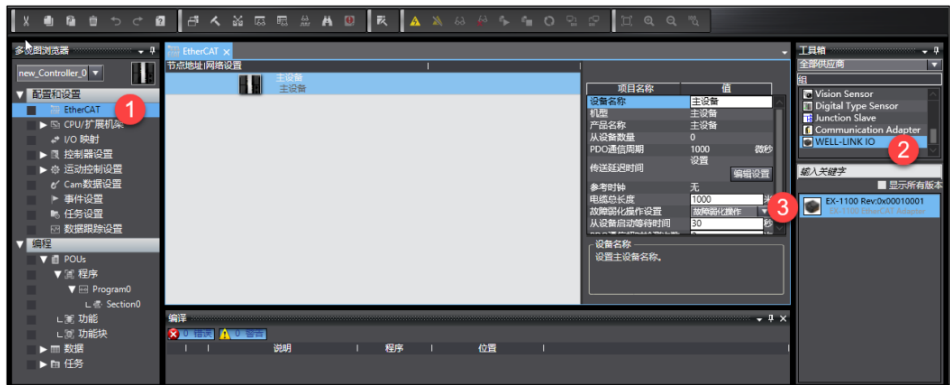 多视图浏览器
new_Controller_0
配置和设置
EtherCAT
1
CPU/扩展机架
I/O 映射
控制器设置
运动控制设置
Cam数据设置
事件设置
任务设置
数据跟踪设置
编程
POUs
程序
Program0
Section0
功能
功能块
数据
任务
EtherCAT
节点地址|网络设置
主设备
主设备
项目名称 值
设备名称 主设备
机型 主设备
产品名称 主设备
从设备数量 0
PDO通信周期 1000 微秒
传送延迟时间 设置
编辑设置
参考时钟 无
电缆总长度 1000 米
故障弱化操作设置 故障弱化操作
从设备启动等待时间 30 秒
设备名称
设置主设备名称。
编译
0 错误 0 警告
说明 程序 位置
工具箱
全部供应商
组
Vision Sensor
Digital Type Sensor
Junction Slave
Communication Adapter
WELL-LINK IO
2
输入关键字
显示所有版本
3
EX-1100 Rev:0x00010001
EX-1100 EtherCAT Adapter